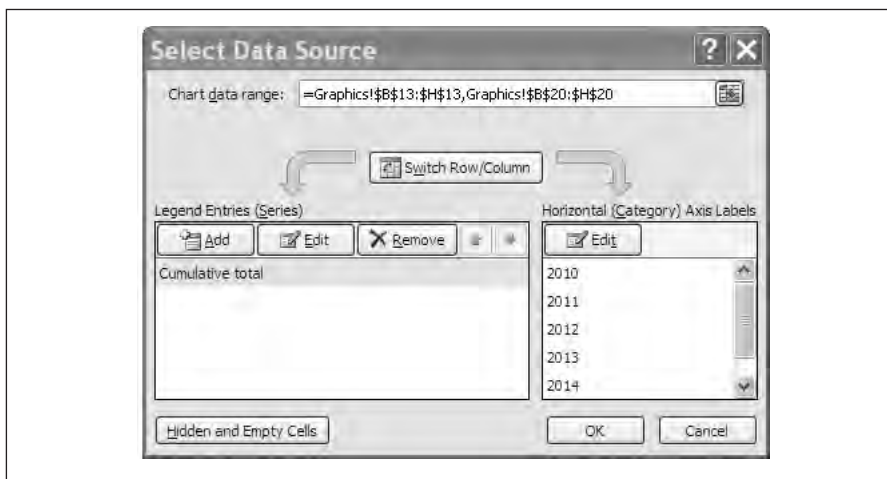 Select Data Source
Chart data range: =Graphics!$B$13:$H$13,Graphics!$B$20:$H$20
Switch Row/Column
Legend Entries (Series)
Horizontal (Category) Axis Labels
Add Edit Remove
Edit
Cumulative total
2010
2011
2012
2013
2014
Hidden and Empty Cells
OK Cancel